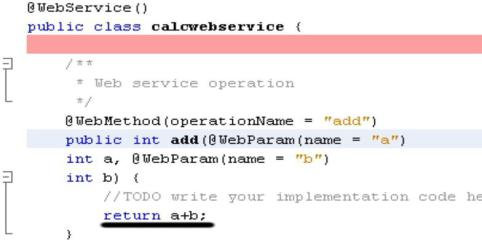 @WebService()
public class calcwebservice {
/**
* Web service operation
*/
@WebMethod(operationName = "add")
public int add(@WebParam(name = "a")
int a, @WebParam(name = "b")
int b) {
//TODO write your implementation code he
return a+b;
}